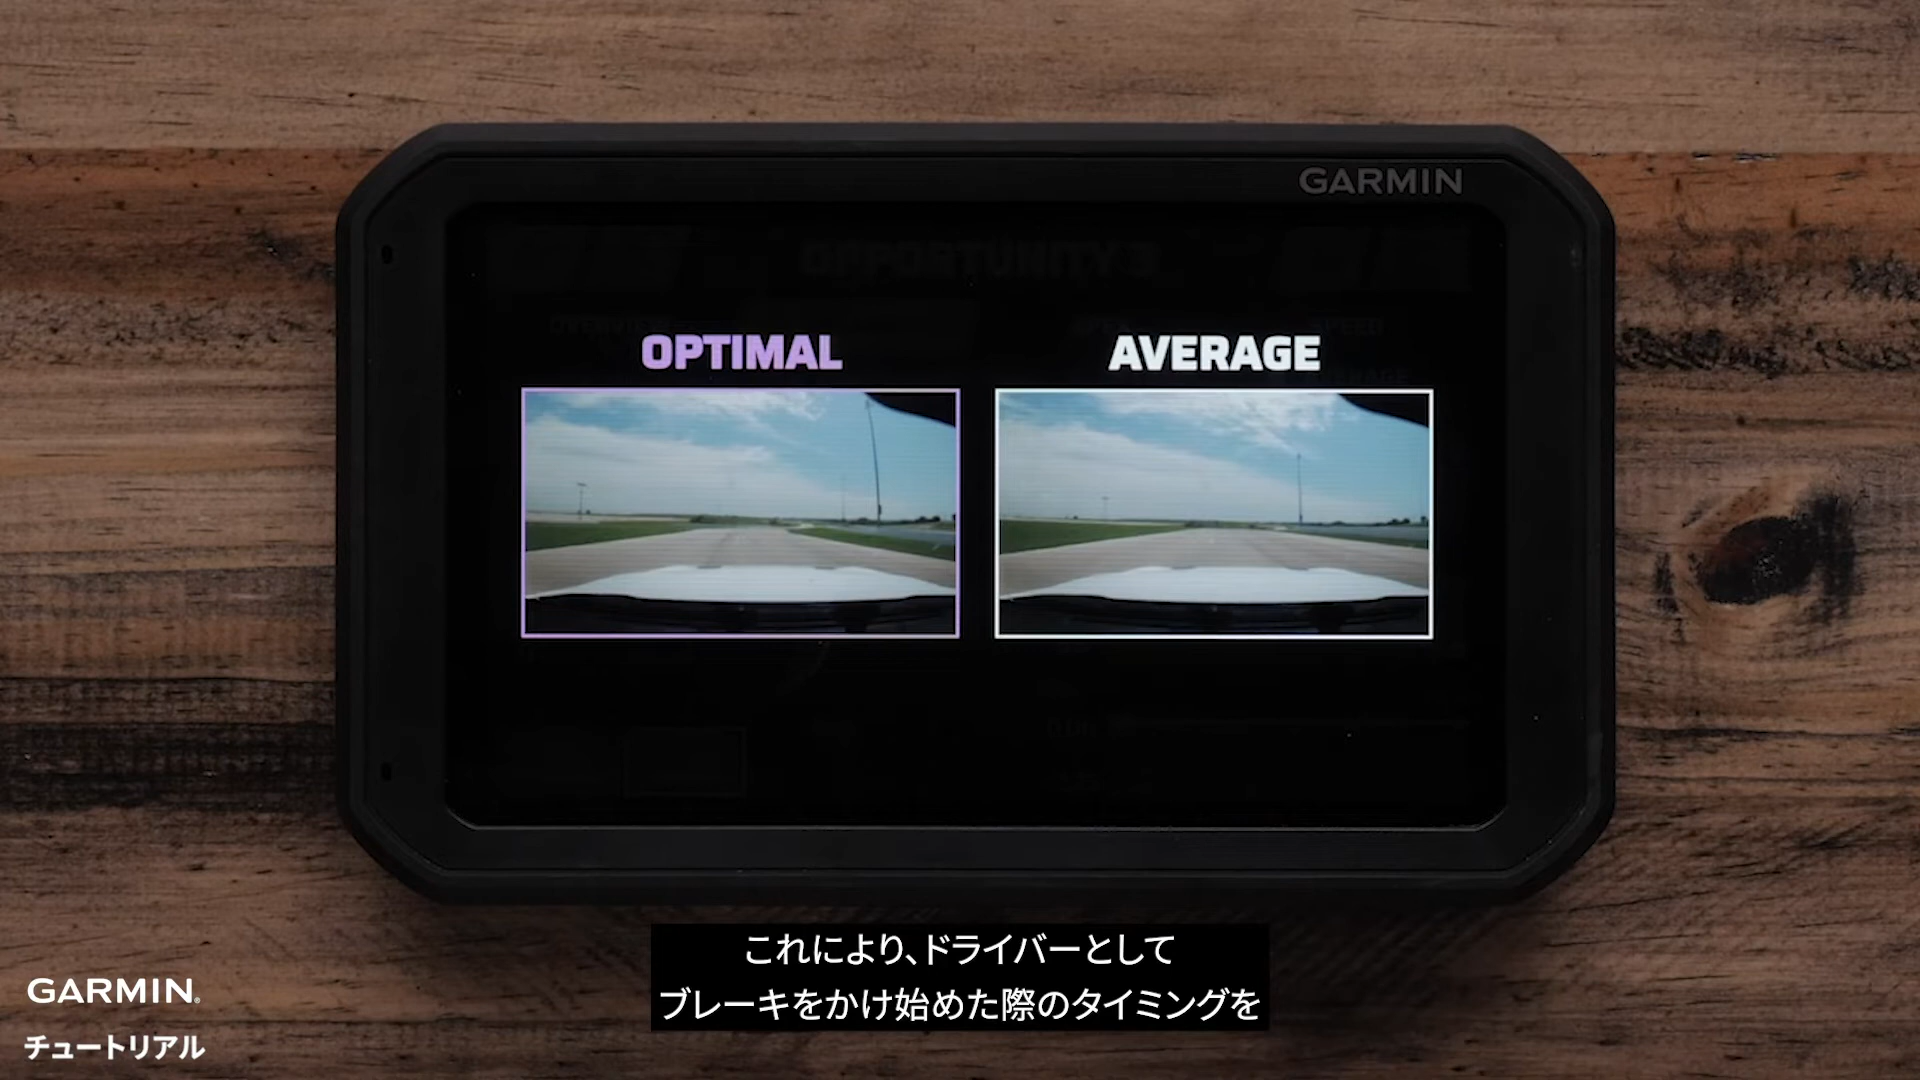 GARMIN
OPPORTUNITY 3
OPTIMAL
AVERAGE
これにより、ドライバーとして
ブレーキをかけ始めた際のタイミングを
GARMIN®
チュートリアル